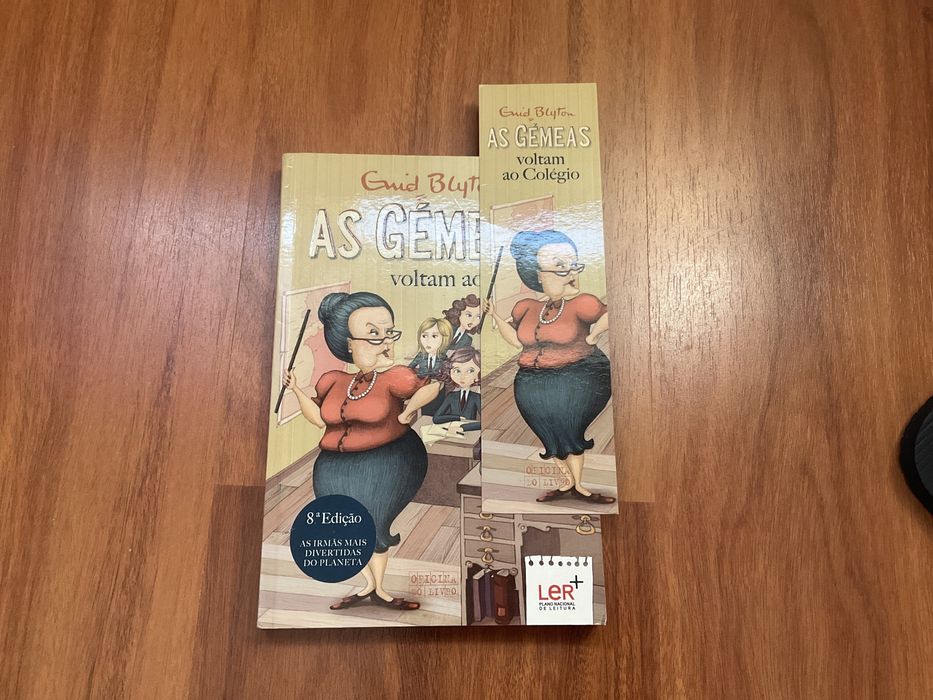 Enid Blyton
AS GÉMEAS
voltam
ao Colégio
OFICINA
DO LIVRO
Enid Blyt
AS GÉME
voltam ao
8.ª Edição
AS IRMÃS MAIS
DIVERTIDAS
DO PLANETA
OFICINA
DO LIVRO
LeR+
PLANO NACIONAL
DE LEITURA